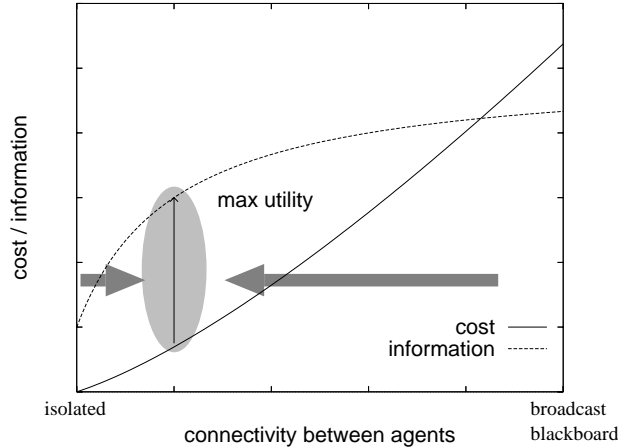 cost / information
max utility
cost
information
isolated
broadcast
connectivity between agents
blackboard